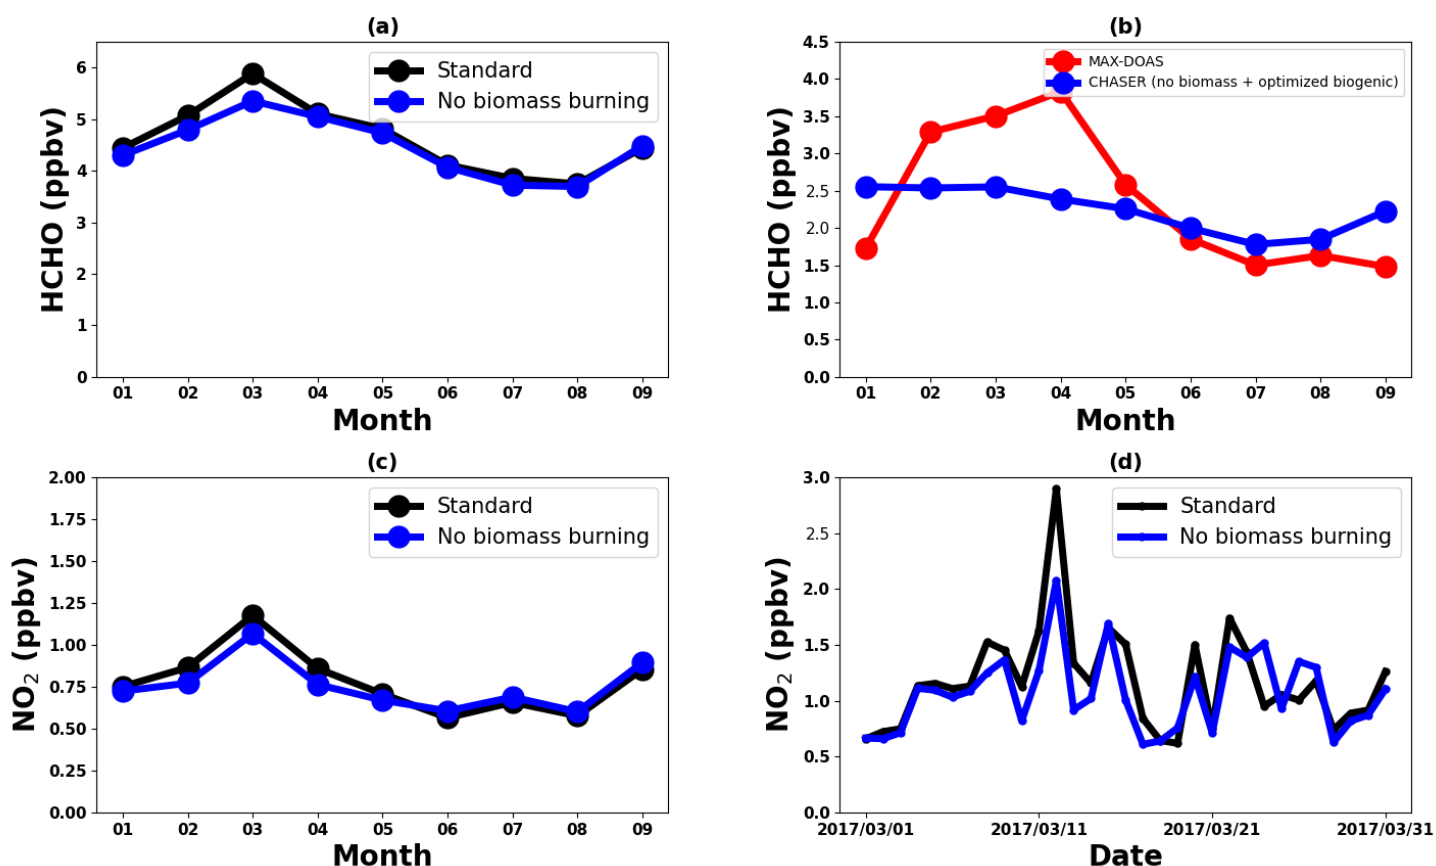 (a)
Standard
No biomass burning
HCHO (ppbv)
6
5
4
3
2
1
0
01 02 03 04 05 06 07 08 09
Month
(b)
MAX-DOAS
CHASER (no biomass + optimized biogenic)
HCHO (ppbv)
4.5
4.0
3.5
3.0
2.5
2.0
1.5
1.0
0.5
0.0
01 02 03 04 05 06 07 08 09
Month
(c)
Standard
No biomass burning
NO₂ (ppbv)
2.00
1.75
1.50
1.25
1.00
0.75
0.50
0.25
0.00
01 02 03 04 05 06 07 08 09
Month
(d)
Standard
No biomass burning
NO₂ (ppbv)
3.0
2.5
2.0
1.5
1.0
0.5
0.0
2017/03/01 2017/03/11 2017/03/21 2017/03/31
Date